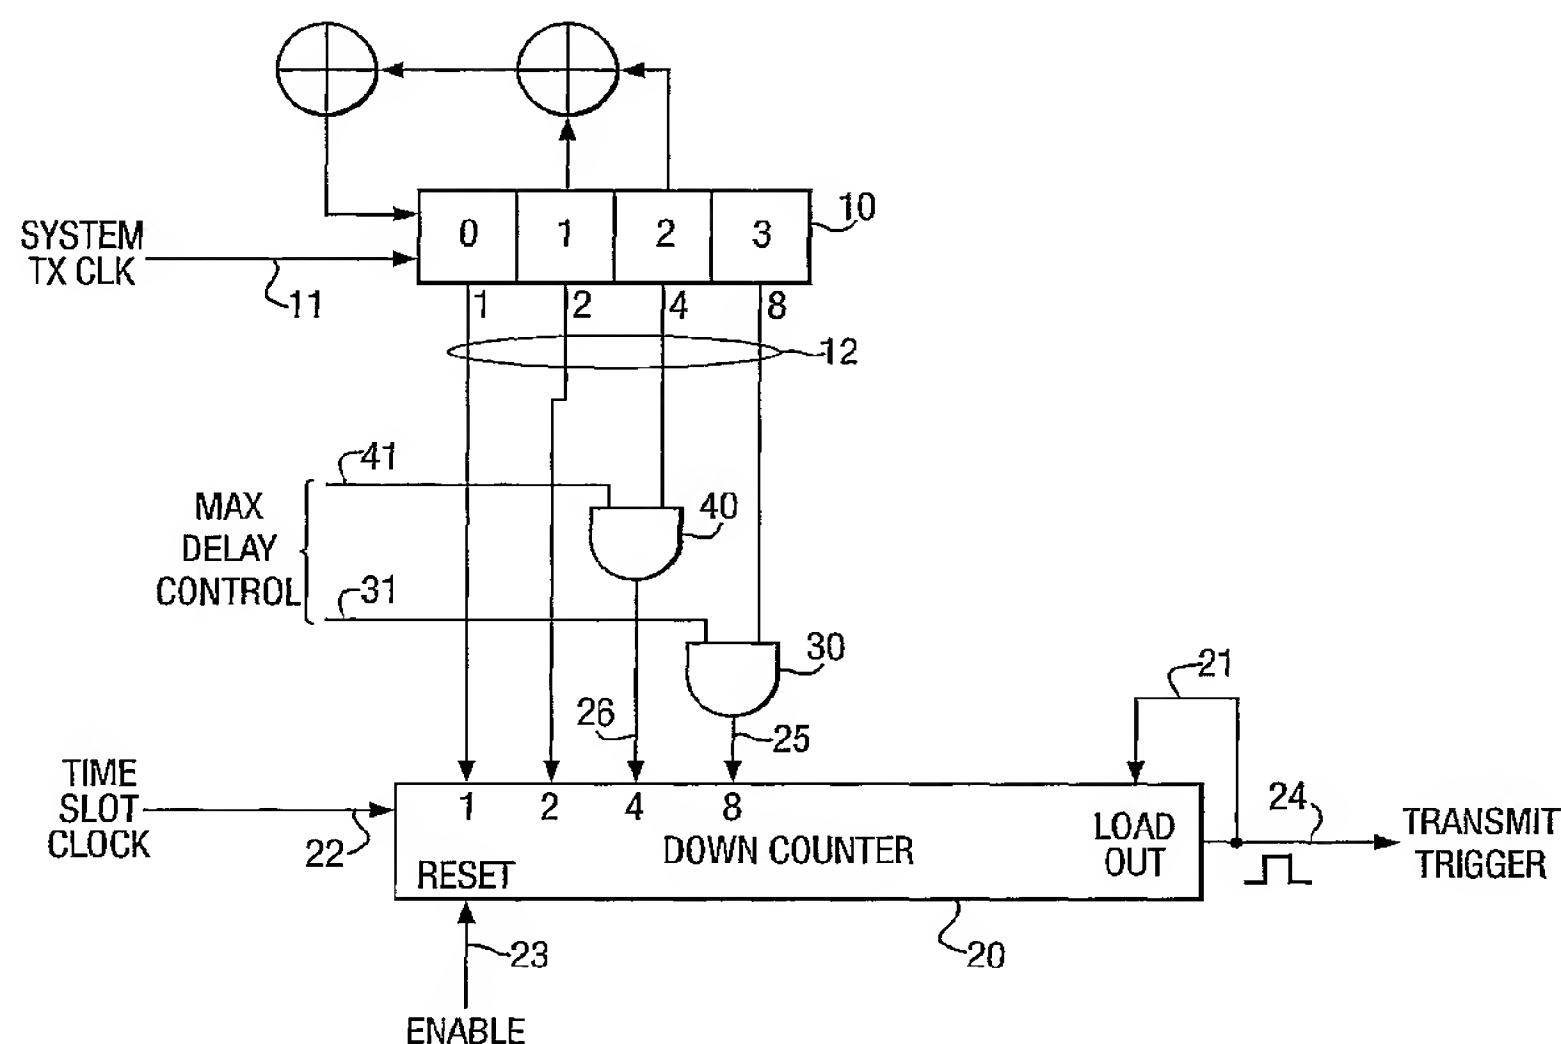 0 1 2 3
10
SYSTEM
TX CLK
11
1 2 4 8
12
41
MAX
DELAY
CONTROL
40
31
30
21
26
25
TIME
SLOT
CLOCK
22
1 2 4 8
DOWN COUNTER
LOAD
OUT
RESET
24
TRANSMIT
TRIGGER
23
20
ENABLE